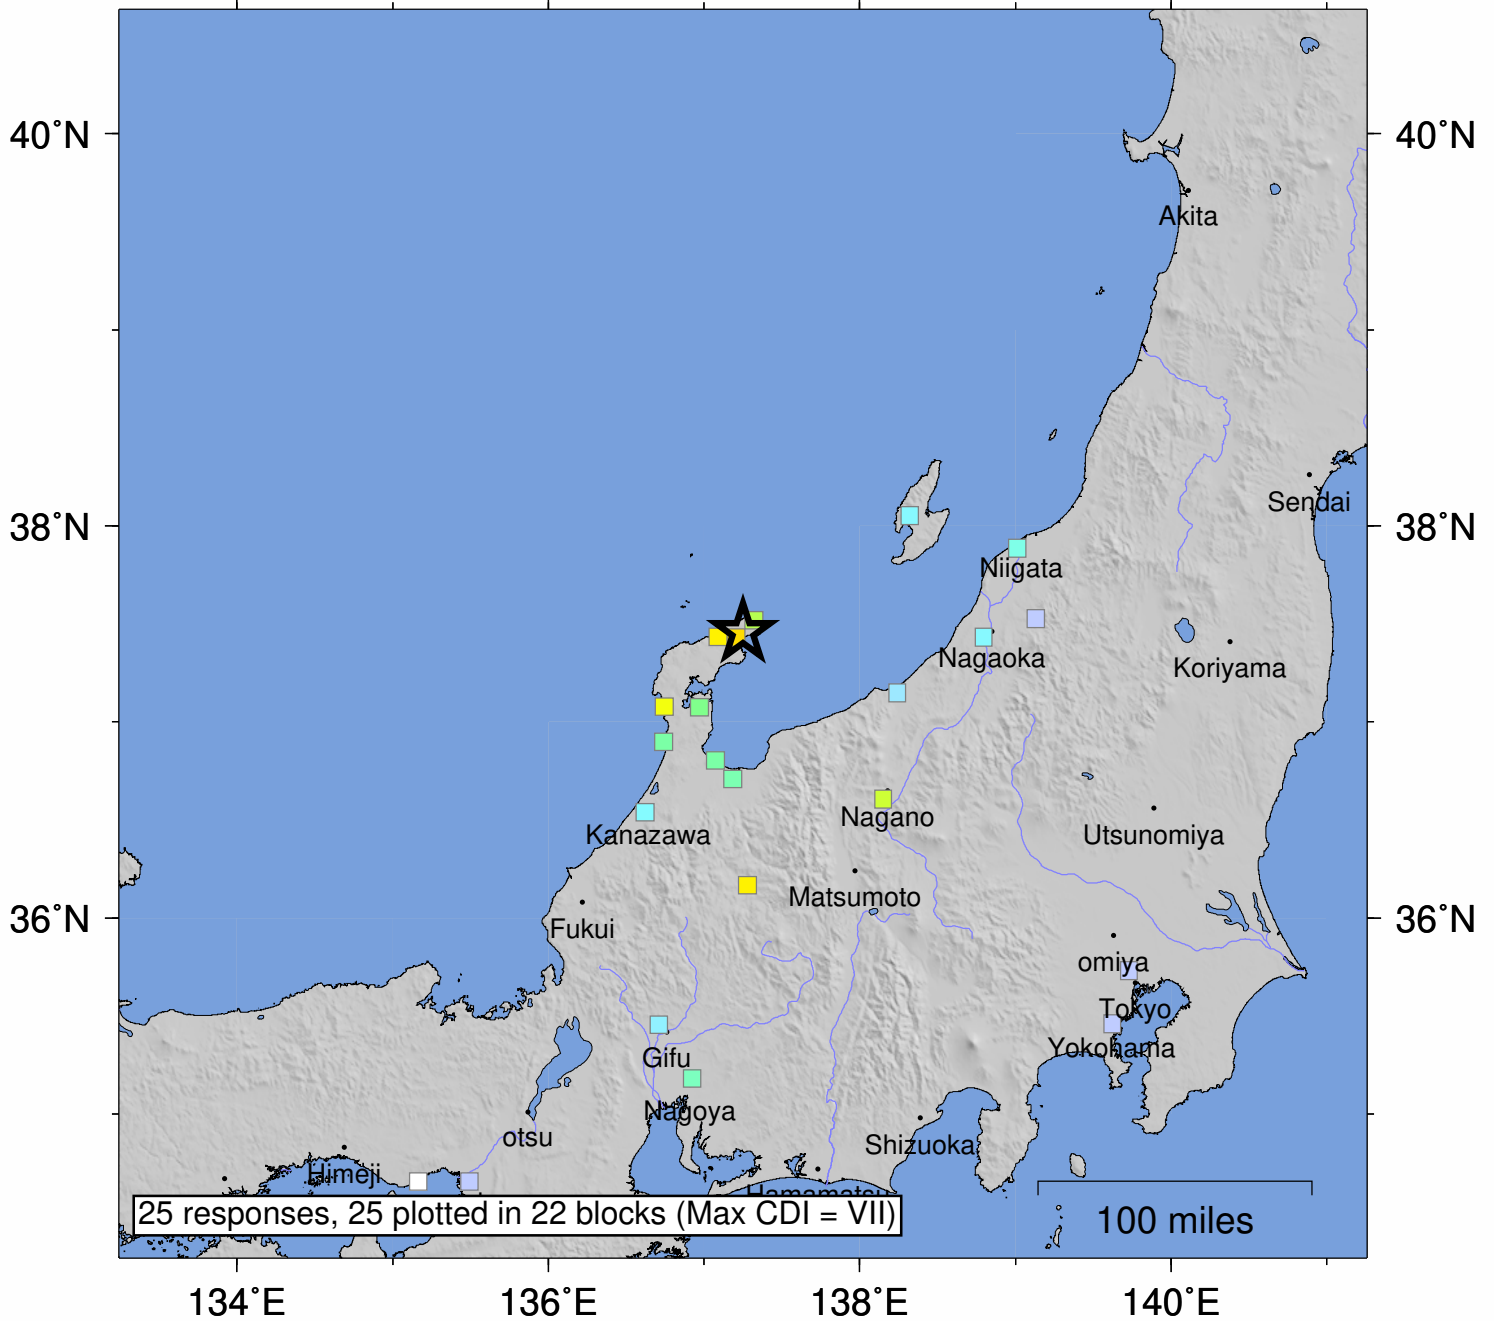 40°N
40°N
Akita
Sendai
38°N
38°N
Niigata
Nagaoka
Koriyama
Nagano
Kanazawa
Utsunomiya
Matsumoto
36°N
36°N
Fukui
omiya
Tokyo
Yokohama
Gifu
Nagoya
otsu
Shizuoka
Himeji
Hamamatsu
25 responses, 25 plotted in 22 blocks (Max CDI = VII)
100 miles
134°E
136°E
138°E
140°E